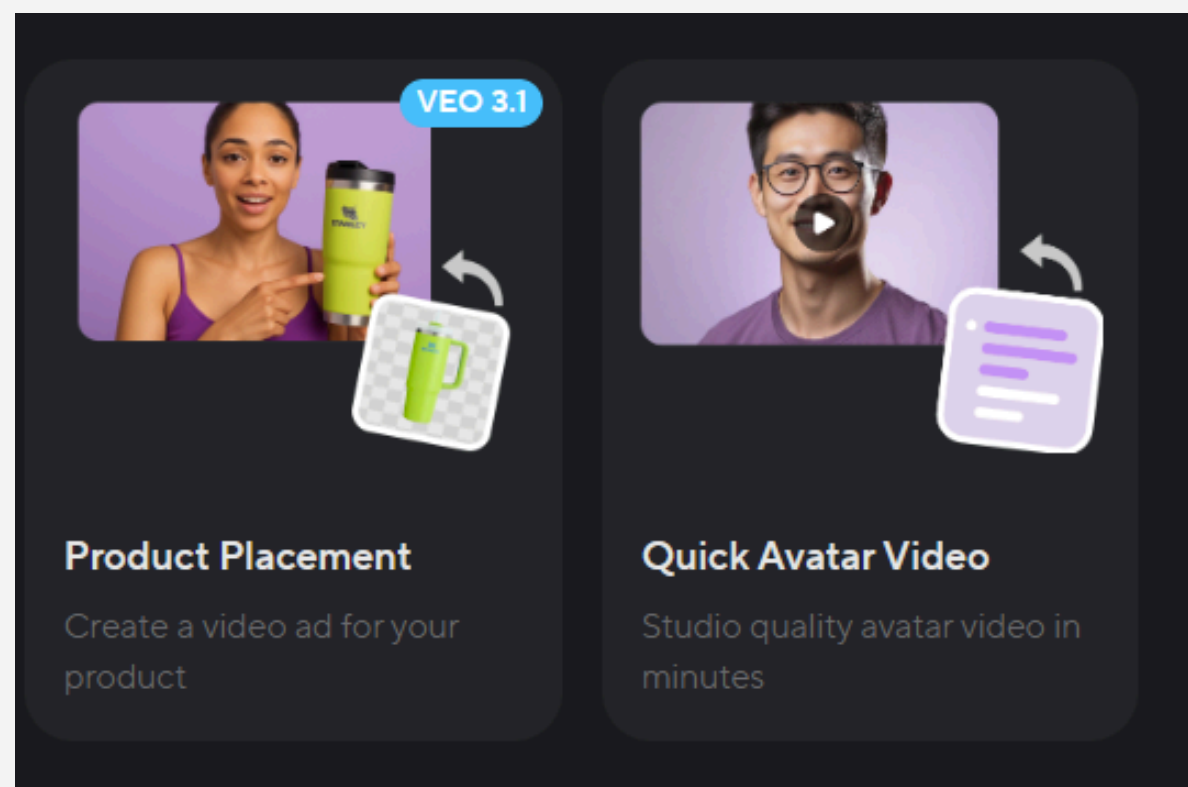 VEO 3.1
STANLEY
Product Placement
Create a video ad for your
product
Quick Avatar Video
Studio quality avatar video in
minutes